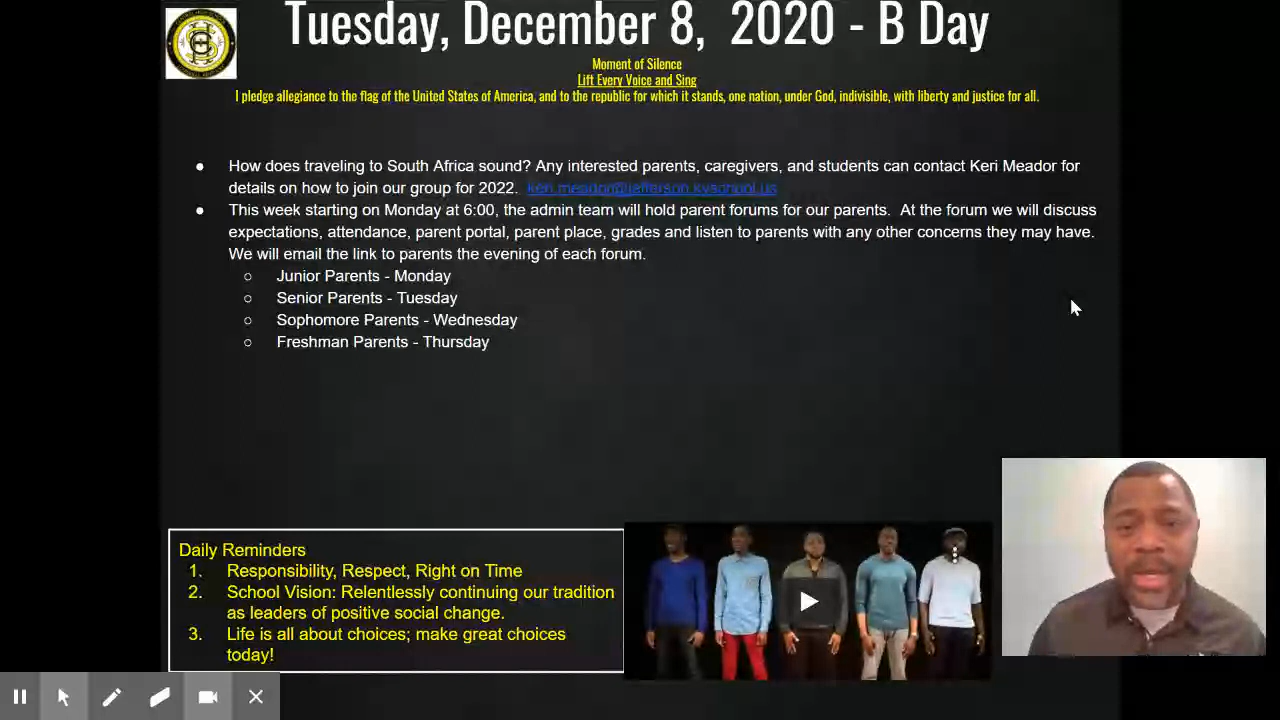 Tuesday, December 8, 2020 - B Day
Moment of Silence
Lift Every Voice and Sing
I pledge allegiance to the flag of the United States of America, and to the republic for which it stands, one nation, under God, indivisible, with liberty and justice for all.
● How does traveling to South Africa sound? Any interested parents, caregivers, and students can contact Keri Meador for
details on how to join our group for 2022. keri.meador@jefferson.kyschool.us
● This week starting on Monday at 6:00, the admin team will hold parent forums for our parents. At the forum we will discuss
expectations, attendance, parent portal, parent place, grades and listen to parents with any other concerns they may have.
We will email the link to parents the evening of each forum.
○ Junior Parents - Monday
○ Senior Parents - Tuesday
○ Sophomore Parents - Wednesday
○ Freshman Parents - Thursday
Daily Reminders
1. Responsibility, Respect, Right on Time
2. School Vision: Relentlessly continuing our tradition
as leaders of positive social change.
3. Life is all about choices; make great choices
today!